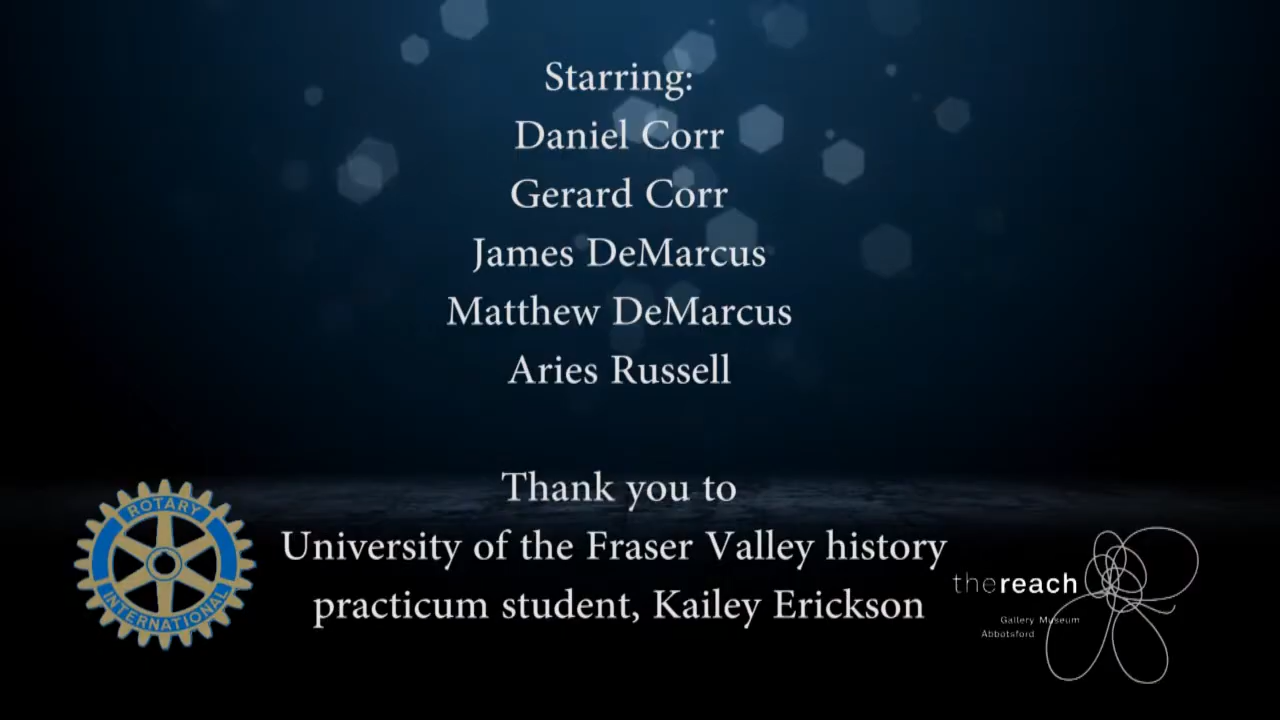 Starring:
Daniel Corr
Gerard Corr
James DeMarcus
Matthew DeMarcus
Aries Russell
Thank you to
University of the Fraser Valley history
practicum student, Kailey Erickson
ROTARY
INTERNATIONAL
thereach
Gallery Museum
Abbotsford